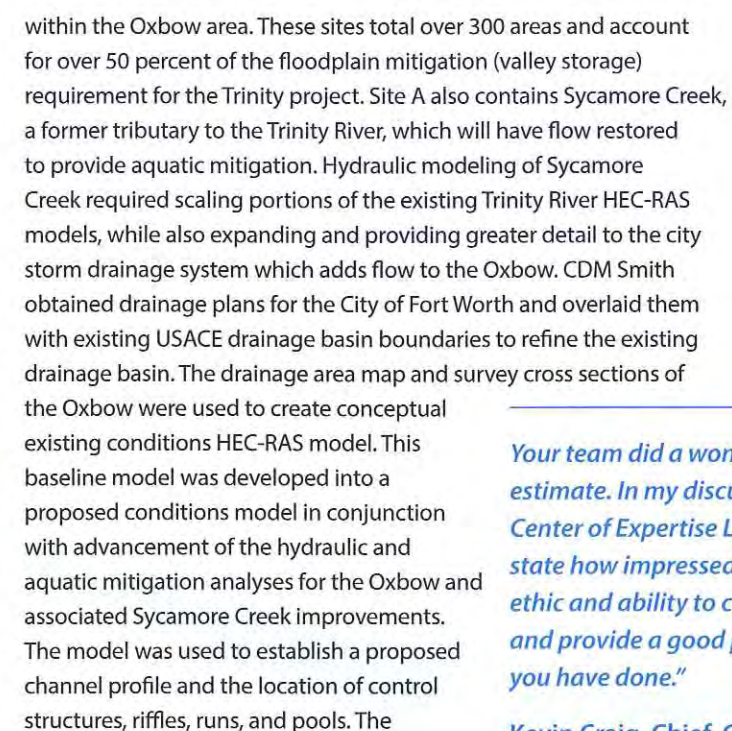 within the Oxbow area. These sites total over 300 areas and account
for over 50 percent of the floodplain mitigation (valley storage)
requirement for the Trinity project. Site A also contains Sycamore Creek,
a former tributary to the Trinity River, which will have flow restored
to provide aquatic mitigation. Hydraulic modeling of Sycamore
Creek required scaling portions of the existing Trinity River HEC-RAS
models, while also expanding and providing greater detail to the city
storm drainage system which adds flow to the Oxbow. CDM Smith
obtained drainage plans for the City of Fort Worth and overlaid them
with existing USACE drainage basin boundaries to refine the existing
drainage basin. The drainage area map and survey cross sections of
the Oxbow were used to create conceptual
existing conditions HEC-RAS model. This
baseline model was developed into a
proposed conditions model in conjunction
with advancement of the hydraulic and
aquatic mitigation analyses for the Oxbow and
associated Sycamore Creek improvements.
The model was used to establish a proposed
channel profile and the location of control
structures, riffles, runs, and pools. The
Your team did a won
estimate. In my discu
Center of Expertise L
state how impressed
ethic and ability to c
and provide a good
you have done."
Kevin Craig, Chief,